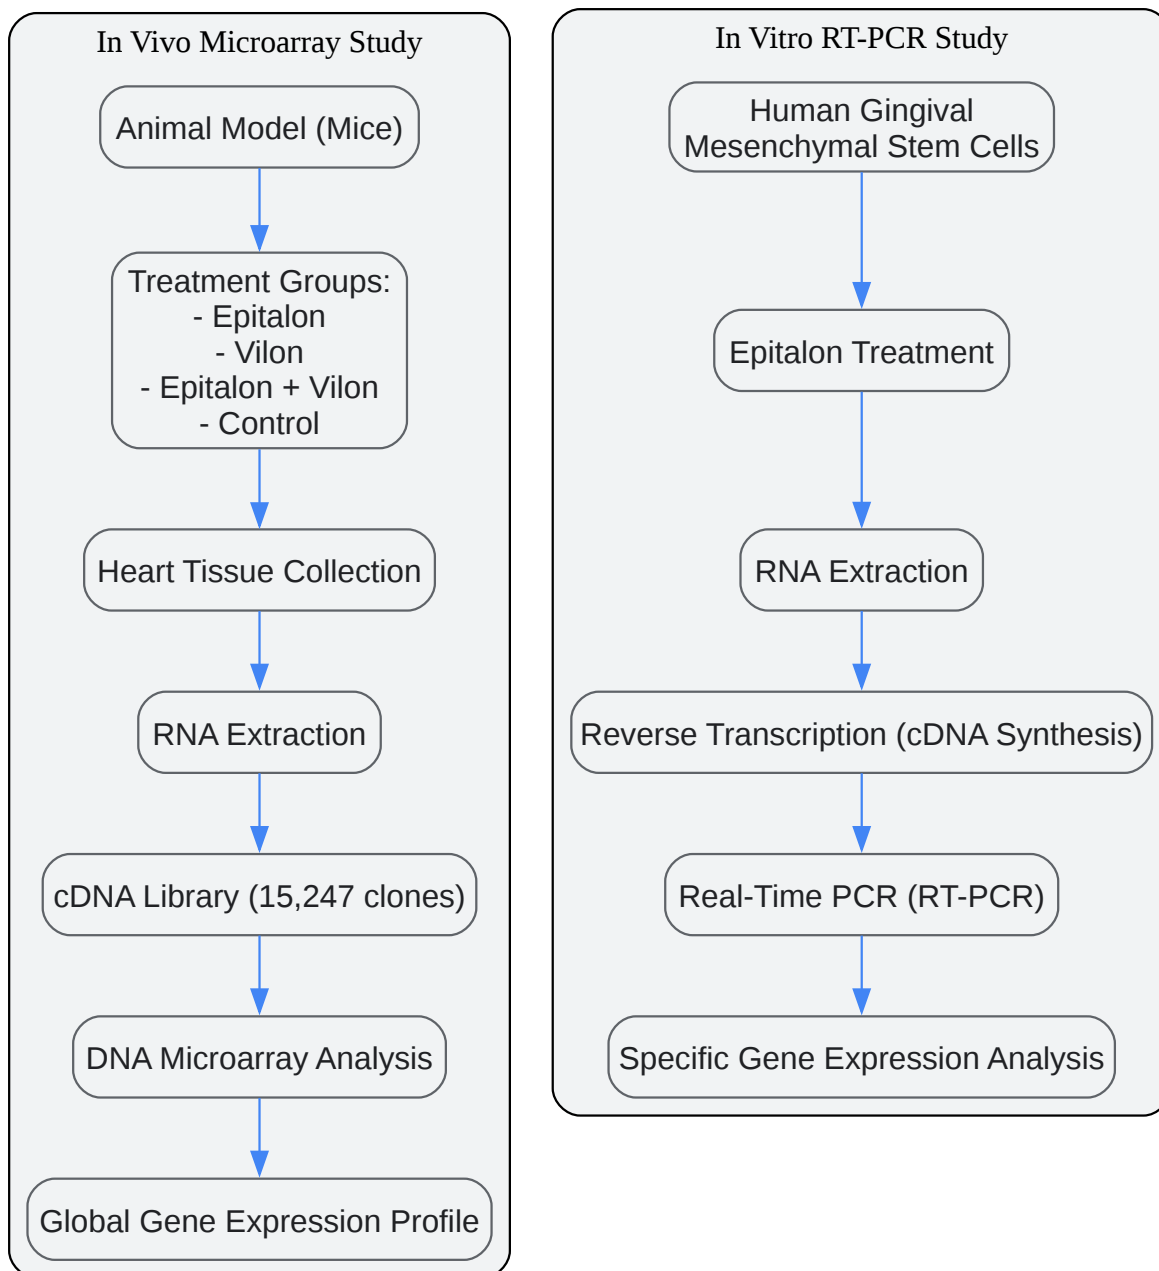 In Vivo Microarray Study
Animal Model (Mice)
Treatment Groups:
- Epitalon
- Vilon
- Epitalon + Vilon
- Control
Heart Tissue Collection
RNA Extraction
cDNA Library (15,247 clones)
DNA Microarray Analysis
Global Gene Expression Profile
In Vitro RT-PCR Study
Human Gingival
Mesenchymal Stem Cells
Epitalon Treatment
RNA Extraction
Reverse Transcription (cDNA Synthesis)
Real-Time PCR (RT-PCR)
Specific Gene Expression Analysis